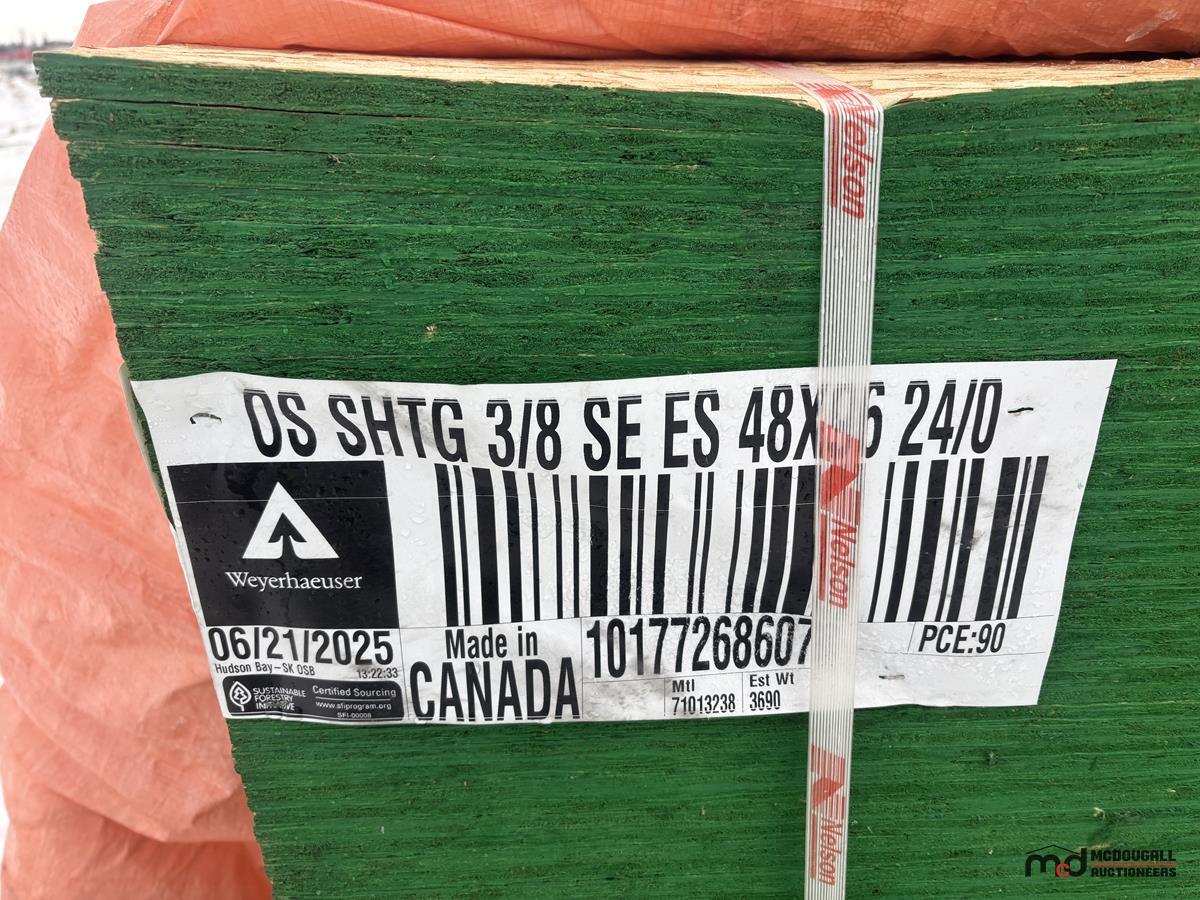 Nelson
OS SHTG 3/8 SE ES 48X 6 24/0
Nelson
Weyerhaeuser
06/21/2025
Hudson Bay-SK OSB 13:22:33
SUSTAINABLE
FORESTRY
INITIATIVE
Certified Sourcing
www.sfiprogram.org
SFI-00008
Made in
CANADA
10177268607
PCE:90
Mtl
71013238
Est Wt
3690
Nelson
mcd MCDOUGALL
AUCTIONEERS